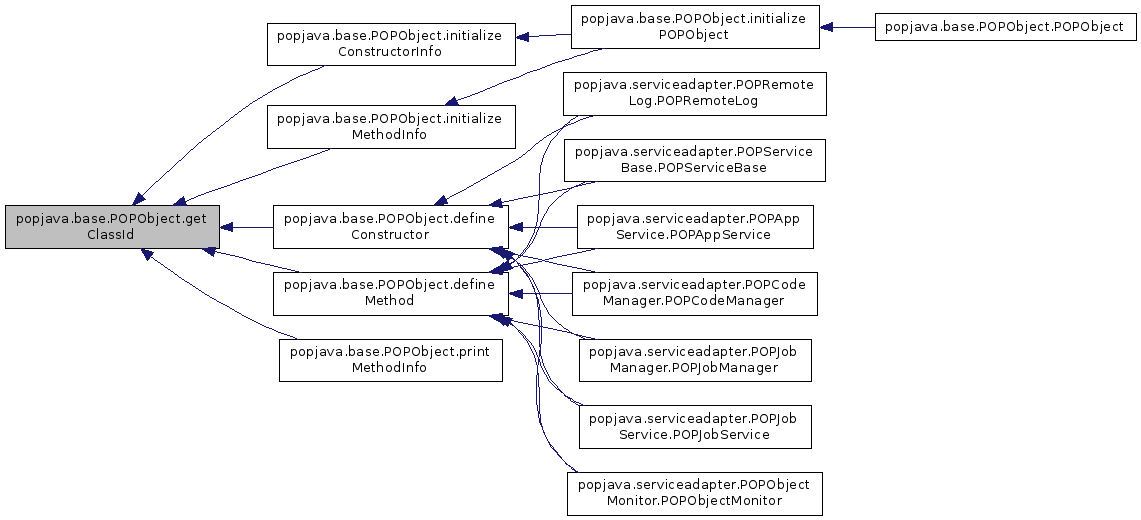 popjava.base.POPObject.get
ClassId
popjava.base.POPObject.initialize
ConstructorInfo
popjava.base.POPObject.initialize
MethodInfo
popjava.base.POPObject.define
Constructor
popjava.base.POPObject.define
Method
popjava.base.POPObject.print
MethodInfo
popjava.base.POPObject.initialize
POPObject
popjava.serviceadapter.POPRemote
Log.POPRemoteLog
popjava.serviceadapter.POPService
Base.POPServiceBase
popjava.serviceadapter.POPApp
Service.POPAppService
popjava.serviceadapter.POPCode
Manager.POPCodeManager
popjava.serviceadapter.POPJob
Manager.POPJobManager
popjava.serviceadapter.POPJob
Service.POPJobService
popjava.serviceadapter.POPObject
Monitor.POPObjectMonitor
popjava.base.POPObject.POPObject